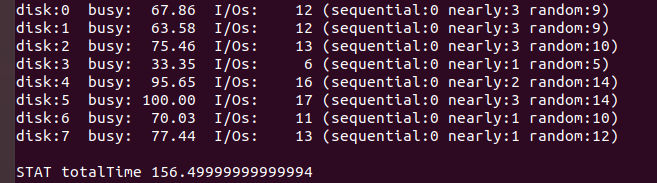 disk:0  busy:  67.86  I/Os:    12 (sequential:0 nearly:3 random:9)
disk:1  busy:  63.58  I/Os:    12 (sequential:0 nearly:3 random:9)
disk:2  busy:  75.46  I/Os:    13 (sequential:0 nearly:3 random:10)
disk:3  busy:  33.35  I/Os:     6 (sequential:0 nearly:1 random:5)
disk:4  busy:  95.65  I/Os:    16 (sequential:0 nearly:2 random:14)
disk:5  busy: 100.00  I/Os:    17 (sequential:0 nearly:3 random:14)
disk:6  busy:  70.03  I/Os:    11 (sequential:0 nearly:1 random:10)
disk:7  busy:  77.44  I/Os:    13 (sequential:0 nearly:1 random:12)
STAT totalTime 156.49999999999994